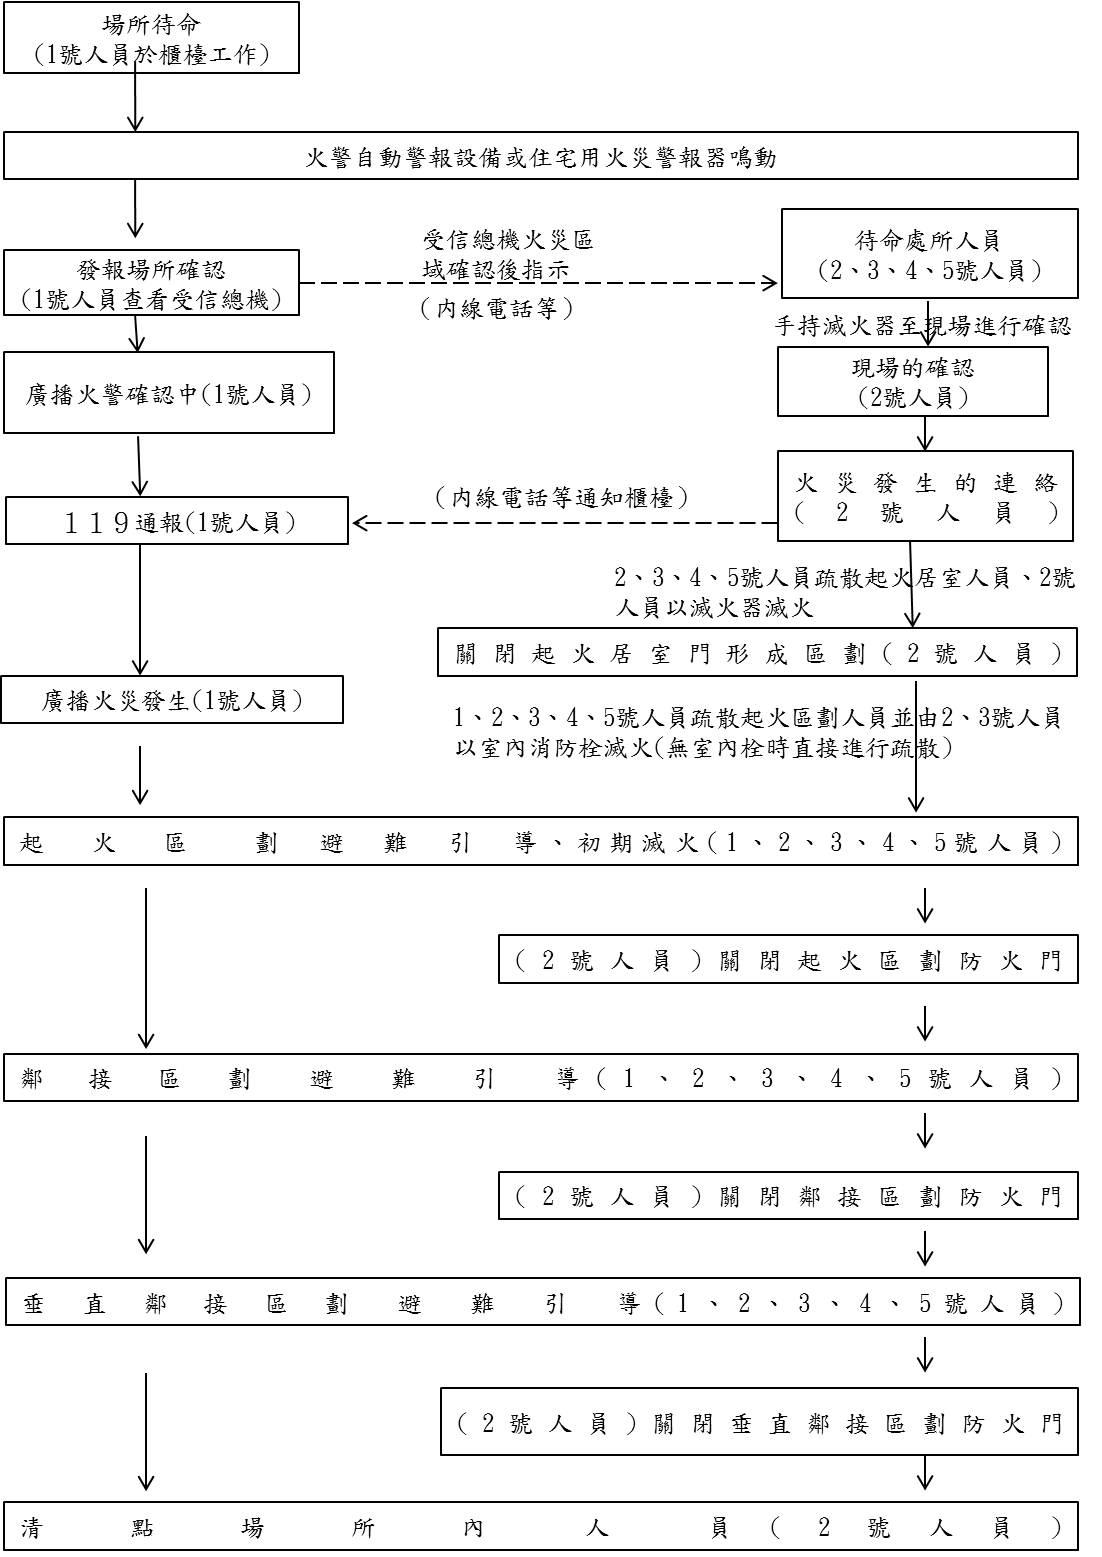 場所待命
(1號人員於櫃檯工作)
火警自動警報設備或住宅用火災警報器鳴動
受信總機火災區
域確認後指示
(內線電話等)
待命處所人員
(2、3、4、5號人員)
發報場所確認
(1號人員查看受信總機)
手持滅火器至現場進行確認
現場的確認
(2號人員)
廣播火警確認中(1號人員)
火災發生的連絡
(2號人員)
(內線電話等通知櫃檯)
１１９通報(1號人員)
2、3、4、5號人員疏散起火居室人員、2號
人員以滅火器滅火
關閉起火居室門形成區劃(2號人員)
廣播火災發生(1號人員)
1、2、3、4、5號人員疏散起火區劃人員並由2、3號人員
以室內消防栓滅火(無室內栓時直接進行疏散)
起火區劃避難引導、初期滅火(1、2、3、4、5號人員)
(2號人員)關閉起火區劃防火門
鄰接區劃避難引導(1、2、3、4、5號人員)
(2號人員)關閉鄰接區劃防火門
垂直鄰接區劃避難引導(1、2、3、4、5號人員)
(2號人員)關閉垂直鄰接區劃防火門
清點場所內人員(2號人員)